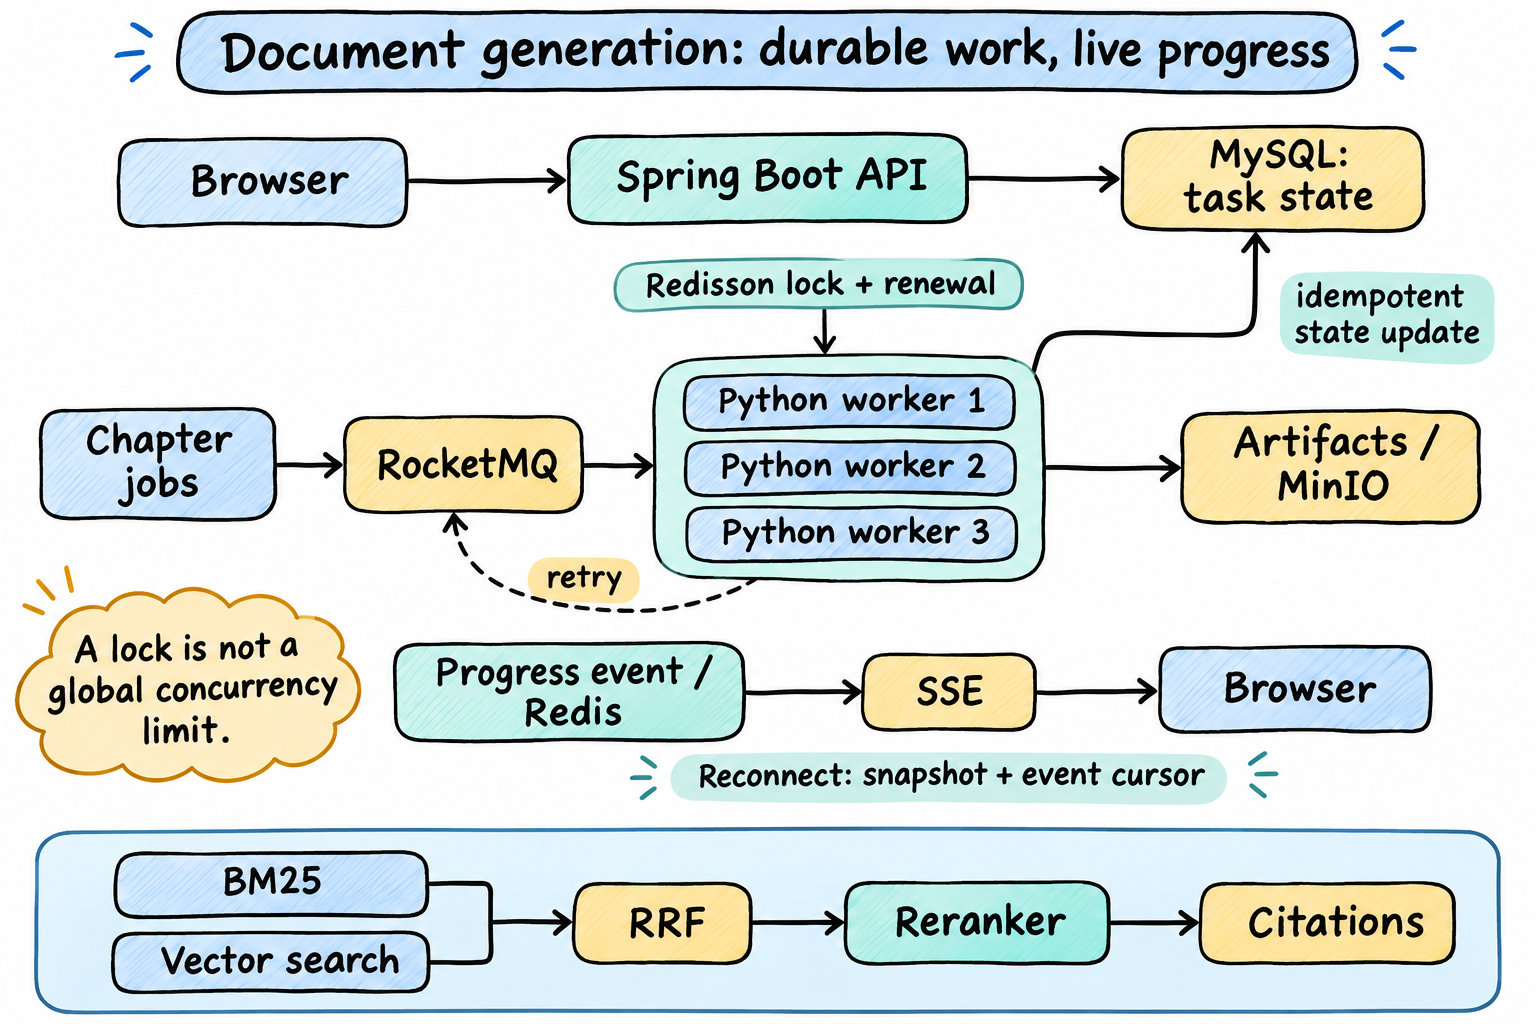 Document generation: durable work, live progress
Browser
Spring Boot API
MySQL:
task state
Redisson lock + renewal
idempotent
state update
Chapter
jobs
RocketMQ
Python worker 1
Python worker 2
Python worker 3
Artifacts /
MinIO
retry
A lock is not a
global concurrency
limit.
Progress event /
Redis
SSE
Browser
Reconnect: snapshot + event cursor
BM25
Vector search
RRF
Reranker
Citations